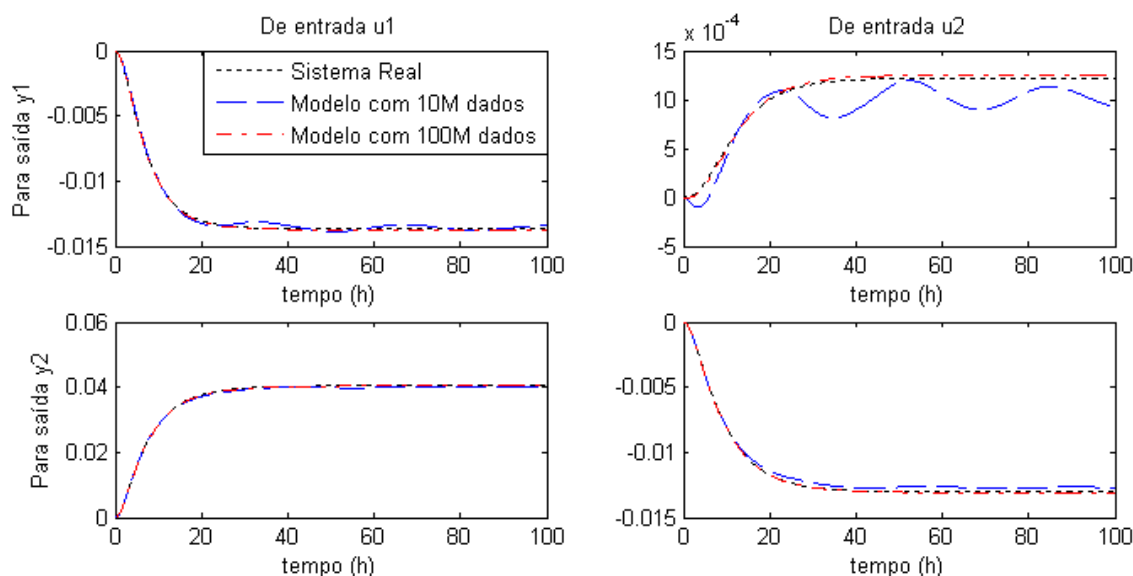 De entrada u1
De entrada u2
x 10-4
Sistema Real
Modelo com 10M dados
Modelo com 100M dados
Para saída y1
0
-0.005
-0.01
-0.015
0 20 40 60 80 100
tempo (h)
15
10
5
0
-5
0 20 40 60 80 100
tempo (h)
Para saída y2
0.06
0.04
0.02
0
0 20 40 60 80 100
tempo (h)
0
-0.005
-0.01
-0.015
0 20 40 60 80 100
tempo (h)